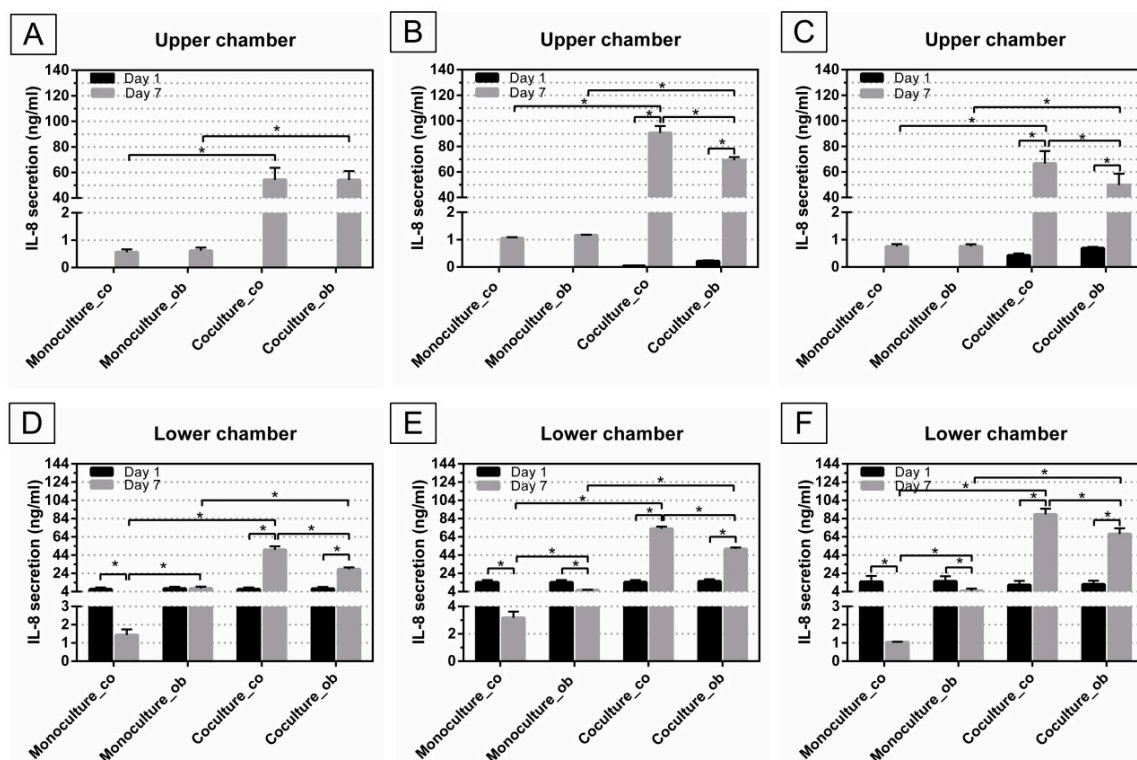 A
Upper chamber
IL-8 secretion (ng/ml)
140
120
100
80
60
40
2
1
0
Day 1
Day 7
*
*
Monoculture_co
Monoculture_ob
Coculture_co
Coculture_ob
B
Upper chamber
IL-8 secretion (ng/ml)
140
120
100
80
60
40
2
1
0
Day 1
Day 7
*
*
*
*
*
Monoculture_co
Monoculture_ob
Coculture_co
Coculture_ob
C
Upper chamber
IL-8 secretion (ng/ml)
140
120
100
80
60
40
2
1
0
Day 1
Day 7
*
*
*
*
*
Monoculture_co
Monoculture_ob
Coculture_co
Coculture_ob
D
Lower chamber
IL-8 secretion (ng/ml)
144
124
104
84
64
44
24
4
3
2
1
0
Day 1
Day 7
*
*
*
*
*
*
*
Monoculture_co
Monoculture_ob
Coculture_co
Coculture_ob
E
Lower chamber
IL-8 secretion (ng/ml)
144
124
104
84
64
44
24
4
4
2
0
Day 1
Day 7
*
*
*
*
*
*
*
*
Monoculture_co
Monoculture_ob
Coculture_co
Coculture_ob
F
Lower chamber
IL-8 secretion (ng/ml)
144
124
104
84
64
44
24
4
3
2
1
0
Day 1
Day 7
*
*
*
*
*
*
*
*
Monoculture_co
Monoculture_ob
Coculture_co
Coculture_ob